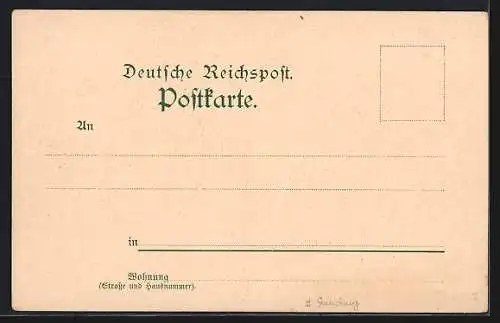 Deutſche Reichspoſt.
Poſtkarte.
An
in
Wohnung
(Straße und Hausnummer).